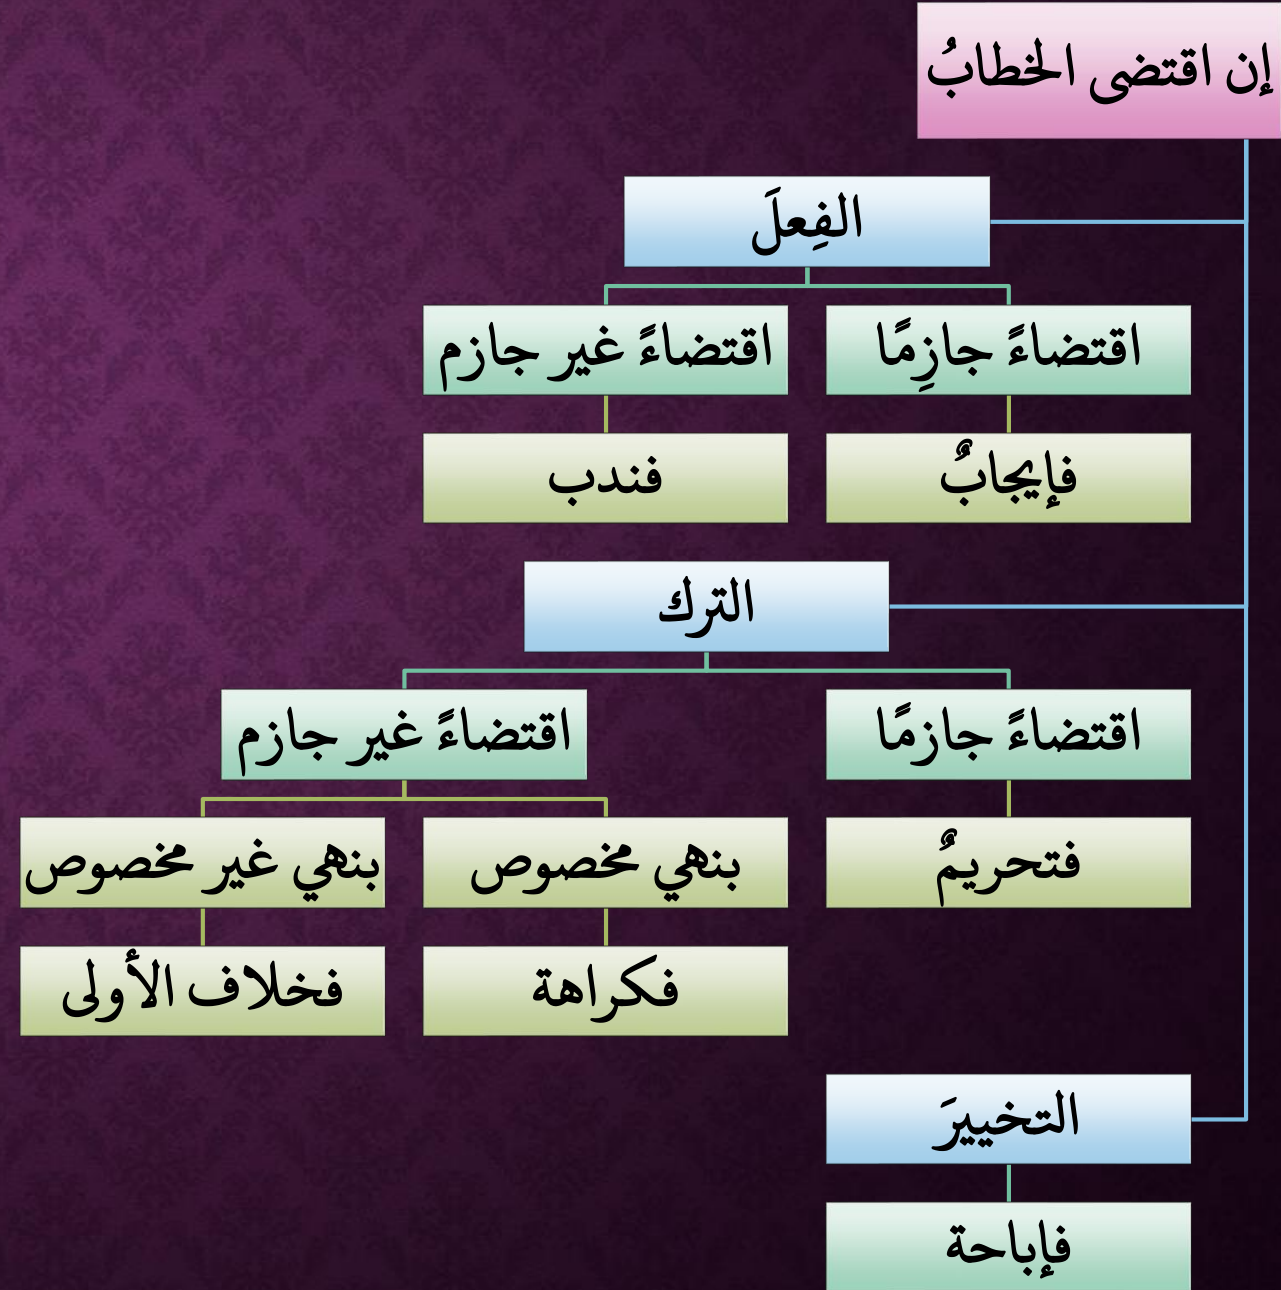 إن اقتضى الخطابُ
الفِعلَ
اقتضاءً جازِمًا
اقتضاءً غير جازم
فإيجابٌ
فندب
الترك
اقتضاءً جازمًا
اقتضاءً غير جازم
فتحريمٌ
بنهي مخصوص
بنهي غير مخصوص
فكراهة
فخلاف الأولى
التخييرَ
فإباحة